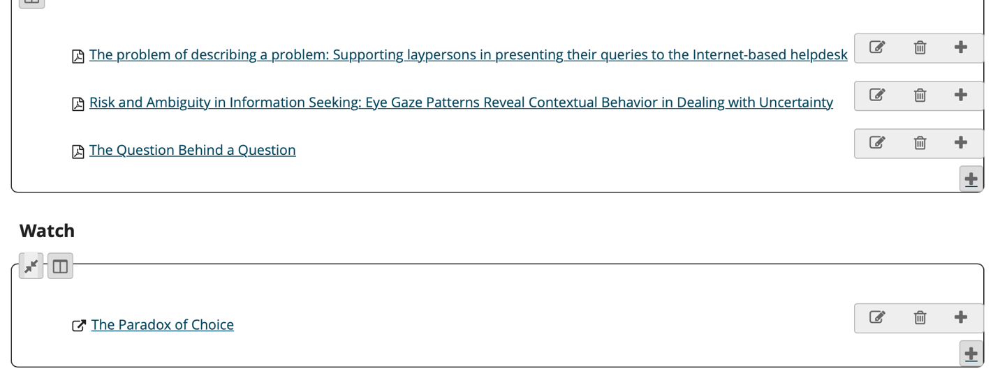 The problem of describing a problem: Supporting laypersons in presenting their queries to the Internet-based helpdesk
Risk and Ambiguity in Information Seeking: Eye Gaze Patterns Reveal Contextual Behavior in Dealing with Uncertainty
The Question Behind a Question
Watch
The Paradox of Choice